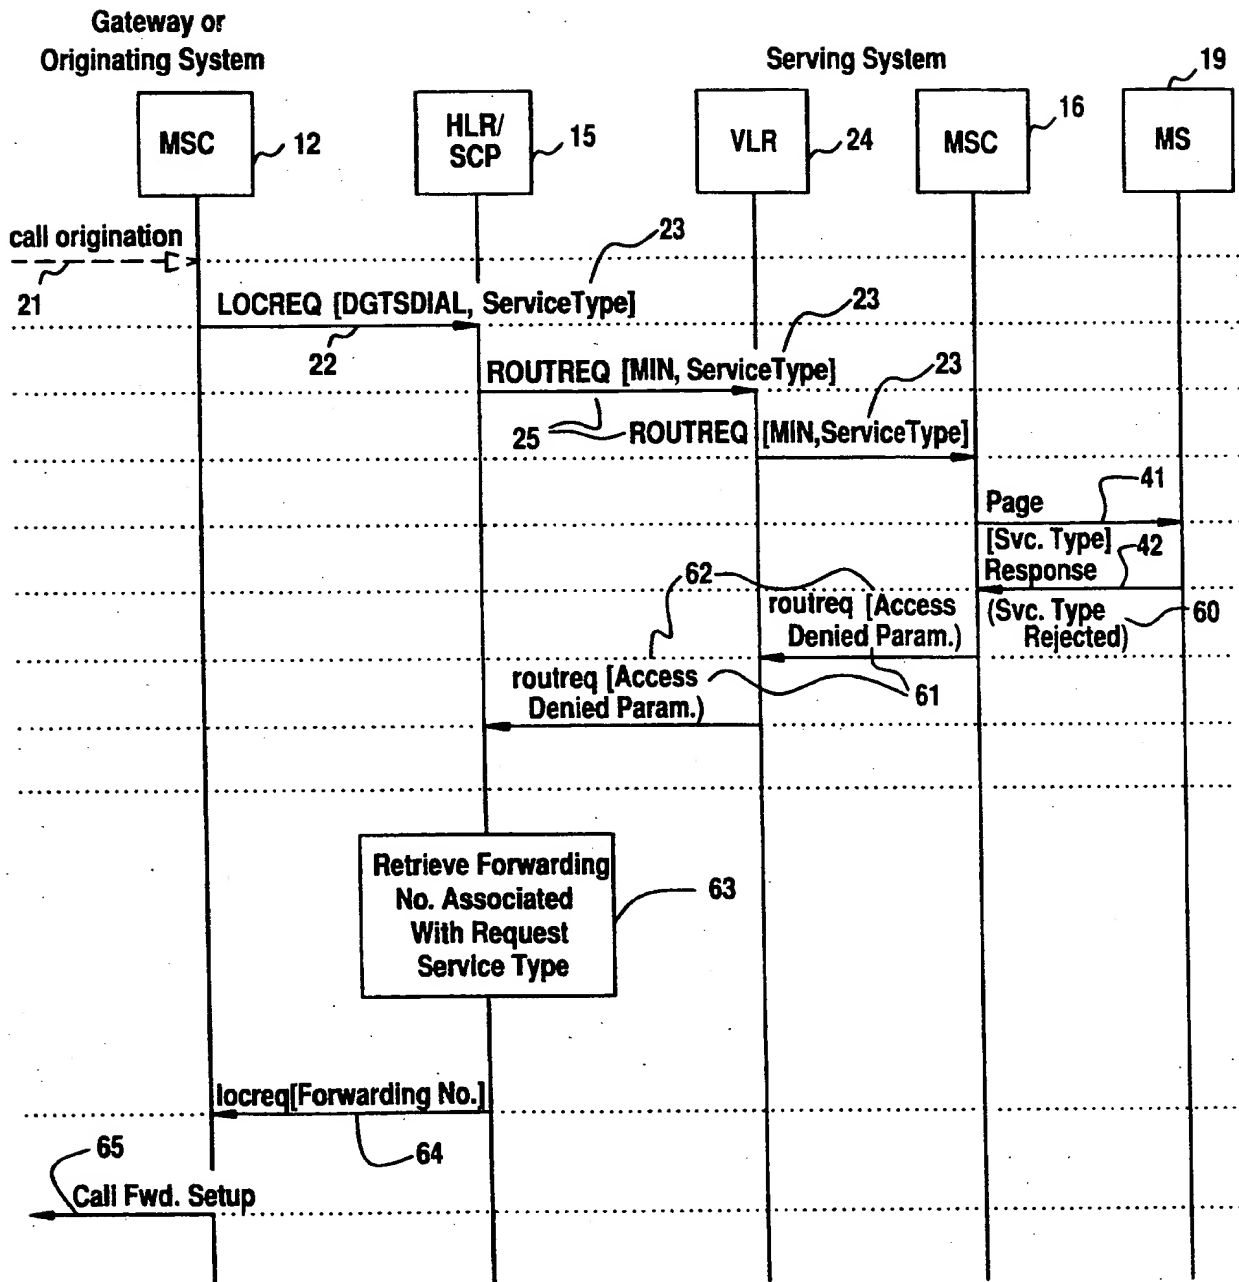 Gateway or
Originating System
Serving System
19
MSC
12
HLR/
SCP
15
VLR
24
MSC
16
MS
call origination
21
23
LOCREQ [DGTSDIAL, ServiceType]
22
23
ROUTREQ [MIN, ServiceType]
23
25
ROUTREQ [MIN,ServiceType]
41
Page
[Svc. Type]
42
Response
62
routreq [Access
Denied Param.)
(Svc. Type
Rejected)
60
routreq [Access
Denied Param.)
61
Retrieve Forwarding
No. Associated
With Request
Service Type
63
locreq[Forwarding No.]
64
65
Call Fwd. Setup